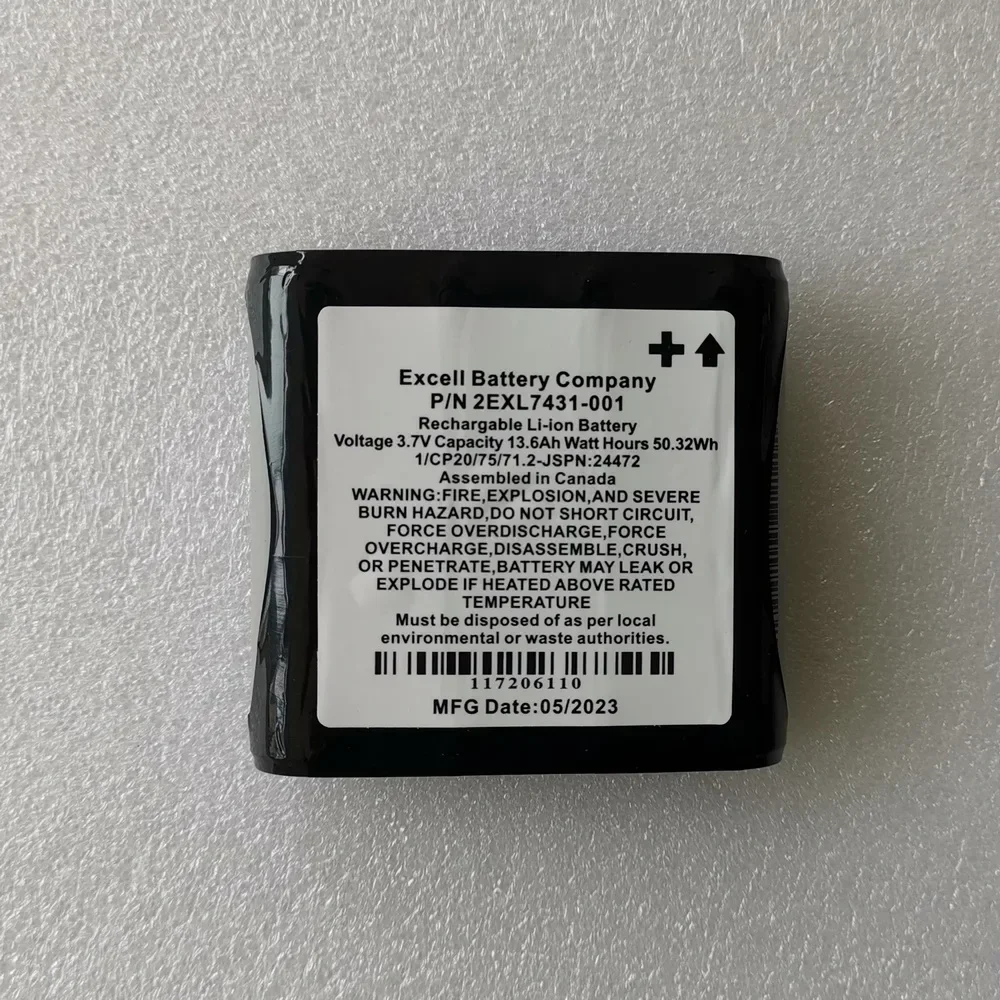 Excell Battery Company
P/N 2EXL7431-001
Rechargable Li-ion Battery
Voltage 3.7V Capacity 13.6Ah Watt Hours 50.32Wh
1/CP20/75/71.2-JSPN:24472
Assembled in Canada
WARNING:FIRE,EXPLOSION,AND SEVERE
BURN HAZARD,DO NOT SHORT CIRCUIT,
FORCE OVERDISCHARGE,FORCE
OVERCHARGE,DISASSEMBLE,CRUSH,
OR PENETRATE,BATTERY MAY LEAK OR
EXPLODE IF HEATED ABOVE RATED
TEMPERATURE
Must be disposed of as per local
environmental or waste authorities.
117206110
MFG Date:05/2023